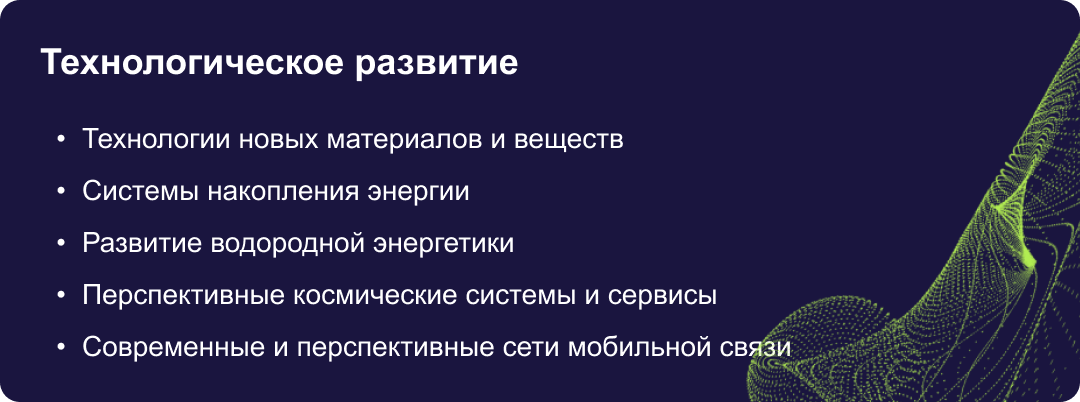 Технологическое развитие
• Технологии новых материалов и веществ
• Системы накопления энергии
• Развитие водородной энергетики
• Перспективные космические системы и сервисы
• Современные и перспективные сети мобильной связи